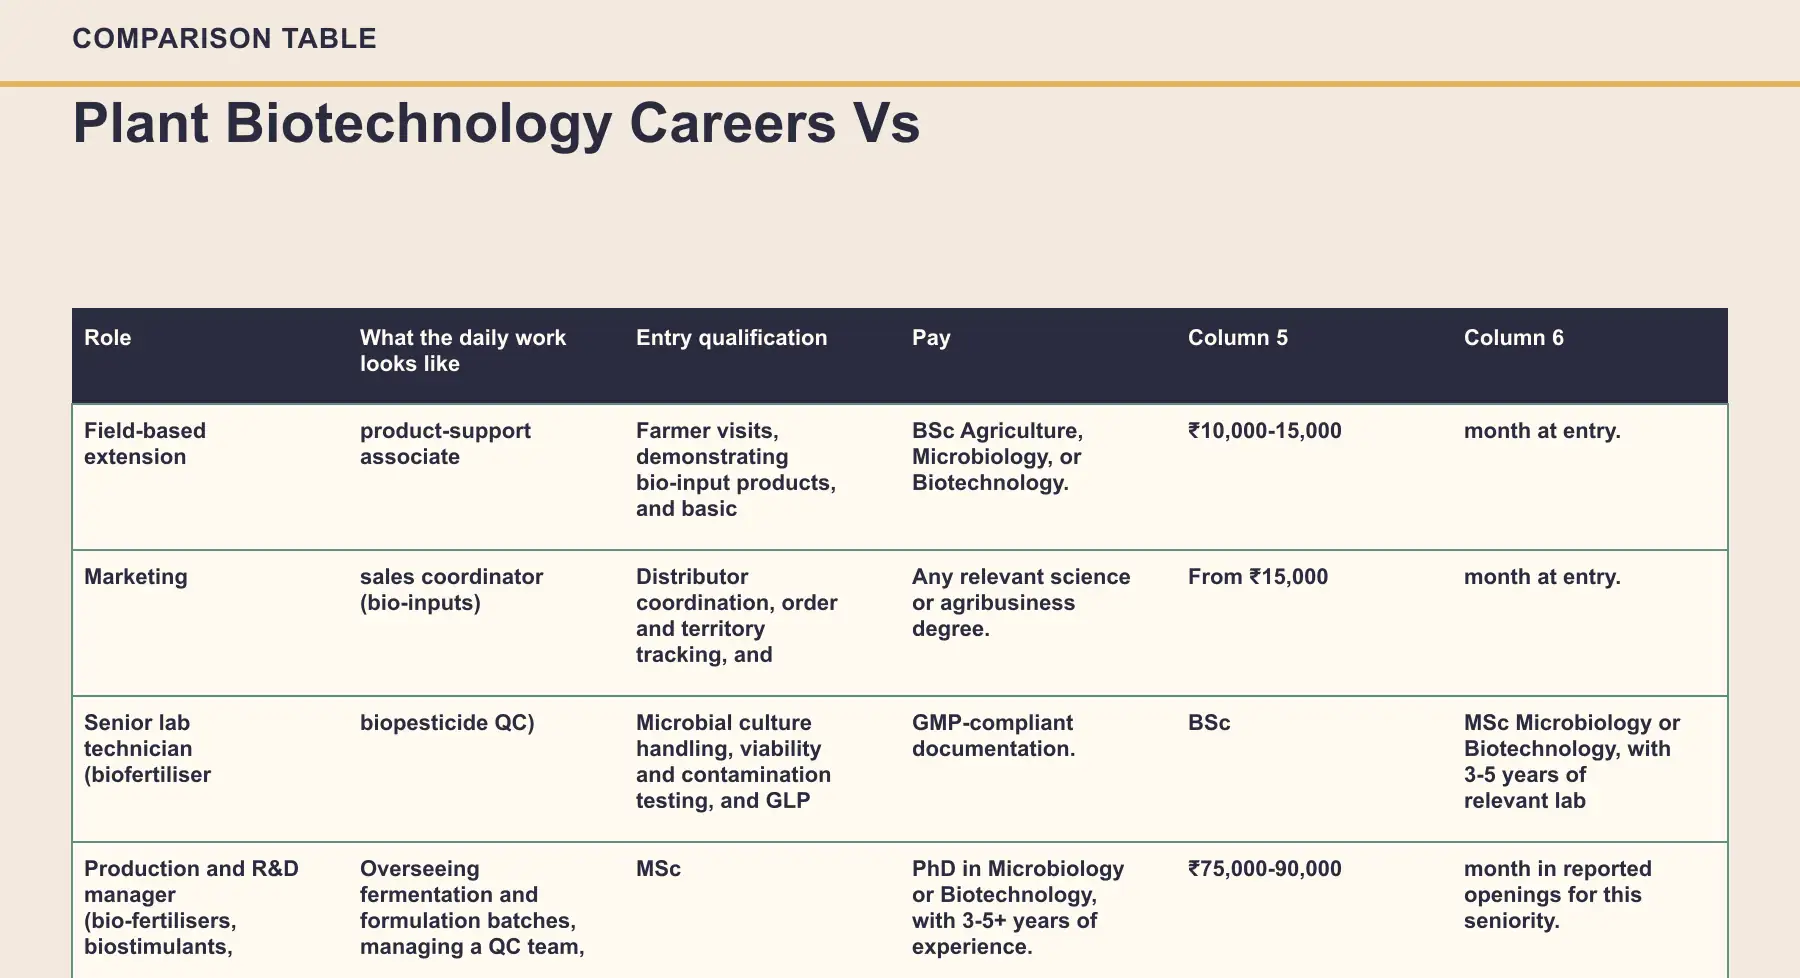 COMPARISON TABLE
Plant Biotechnology Careers Vs
Role
What the daily work
looks like
Entry qualification
Pay
Column 5
Column 6
Field-based
extension
product-support
associate
Farmer visits,
demonstrating
bio-input products,
and basic
BSc Agriculture,
Microbiology, or
Biotechnology.
₹10,000-15,000
month at entry.
Marketing
sales coordinator
(bio-inputs)
Distributor
coordination, order
and territory
tracking, and
Any relevant science
or agribusiness
degree.
From ₹15,000
month at entry.
Senior lab
technician
(biofertiliser
biopesticide QC)
Microbial culture
handling, viability
and contamination
testing, and GLP
GMP-compliant
documentation.
BSc
MSc Microbiology or
Biotechnology, with
3-5 years of
relevant lab
Production and R&D
manager
(bio-fertilisers,
biostimulants,
Overseeing
fermentation and
formulation batches,
managing a QC team,
MSc
PhD in Microbiology
or Biotechnology,
with 3-5+ years of
experience.
₹75,000-90,000
month in reported
openings for this
seniority.